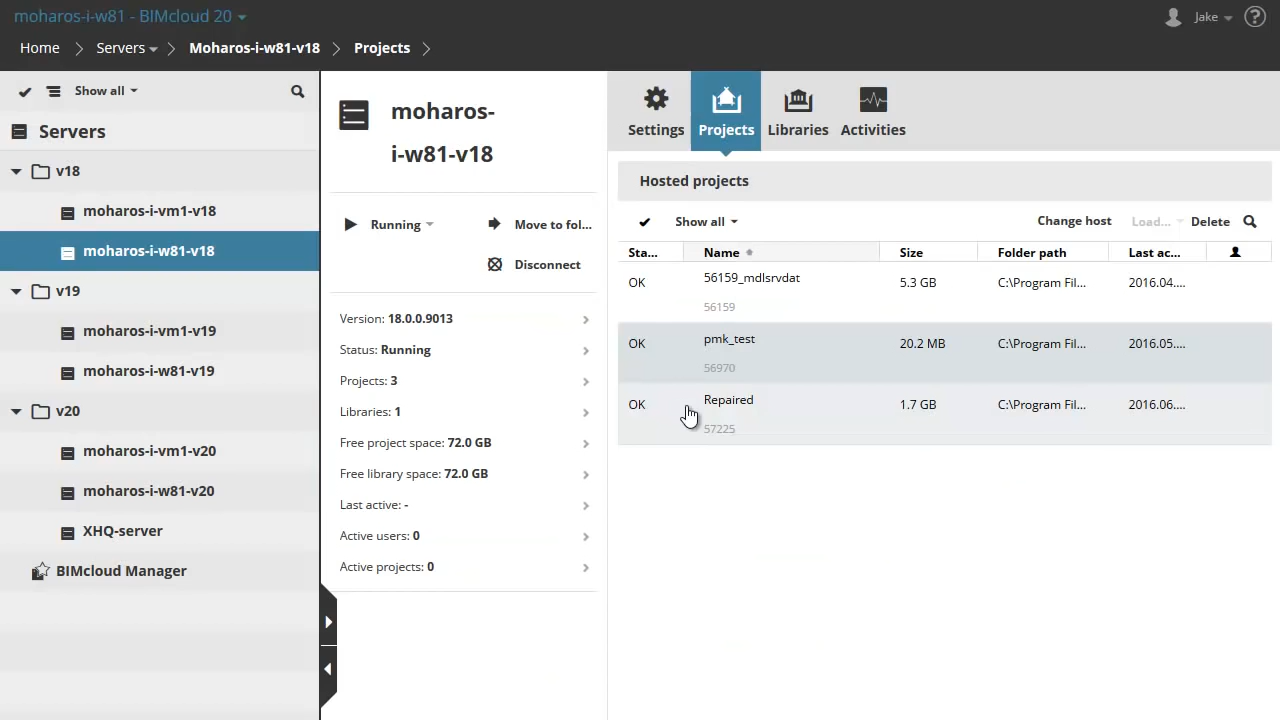 moharos-i-w81 - BIMcloud 20
Jake
Home
Servers
Moharos-i-w81-v18
Projects
Show all
Servers
v18
moharos-i-vm1-v18
moharos-i-w81-v18
v19
moharos-i-vm1-v19
moharos-i-w81-v19
v20
moharos-i-vm1-v20
moharos-i-w81-v20
XHQ-server
BIMcloud Manager
moharos-
i-w81-v18
Running
Move to fol...
Disconnect
Version: 18.0.0.9013
Status: Running
Projects: 3
Libraries: 1
Free project space: 72.0 GB
Free library space: 72.0 GB
Last active: -
Active users: 0
Active projects: 0
Settings
Projects
Libraries
Activities
Hosted projects
Show all
Change host
Load...
Delete
Sta... Name Size Folder path Last ac...
OK 56159_mdlsrvdat 5.3 GB C:\Program Fil... 2016.04....
56159
OK pmk_test 20.2 MB C:\Program Fil... 2016.05....
56970
OK Repaired 1.7 GB C:\Program Fil... 2016.06....
57225